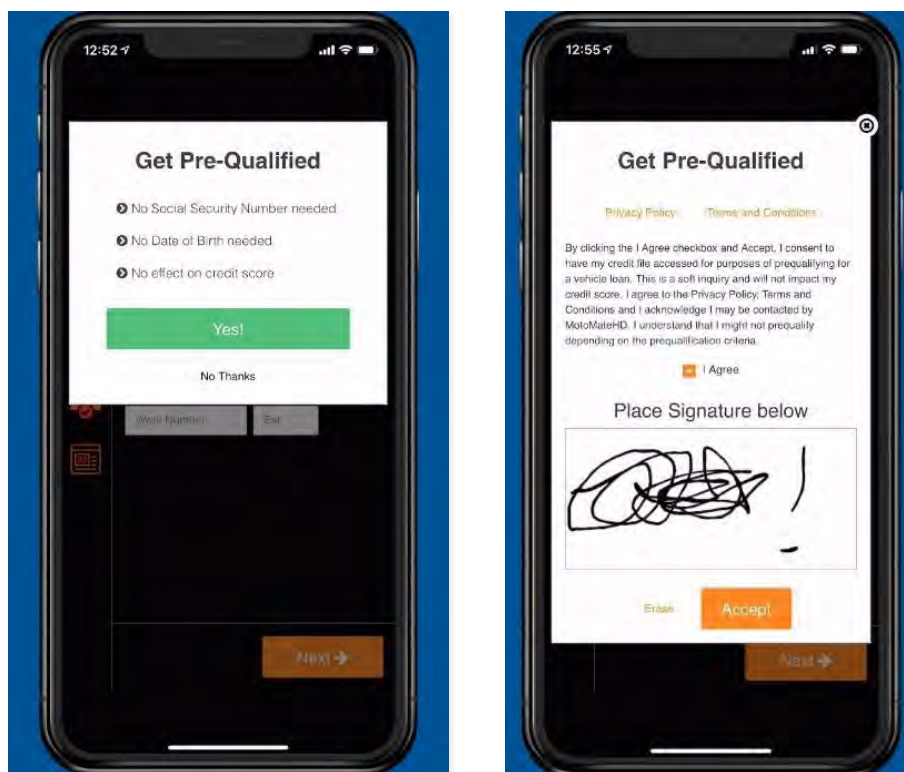 12:52
Get Pre-Qualified
No Social Security Number needed
No Date of Birth needed
No effect on credit score
Yes!
No Thanks
Work Number
Ext
Next
12:55
Get Pre-Qualified
Privacy Policy Terms and Conditions
By clicking the I Agree checkbox and Accept, I consent to
have my credit file accessed for purposes of prequalifying for
a vehicle loan. This is a soft inquiry and will not impact my
credit score. I agree to the Privacy Policy, Terms and
Conditions and I acknowledge I may be contacted by
MotoMateHD. I understand that I might not prequalify
depending on the prequalification criteria.
I Agree
Place Signature below
Erase Accept
Next